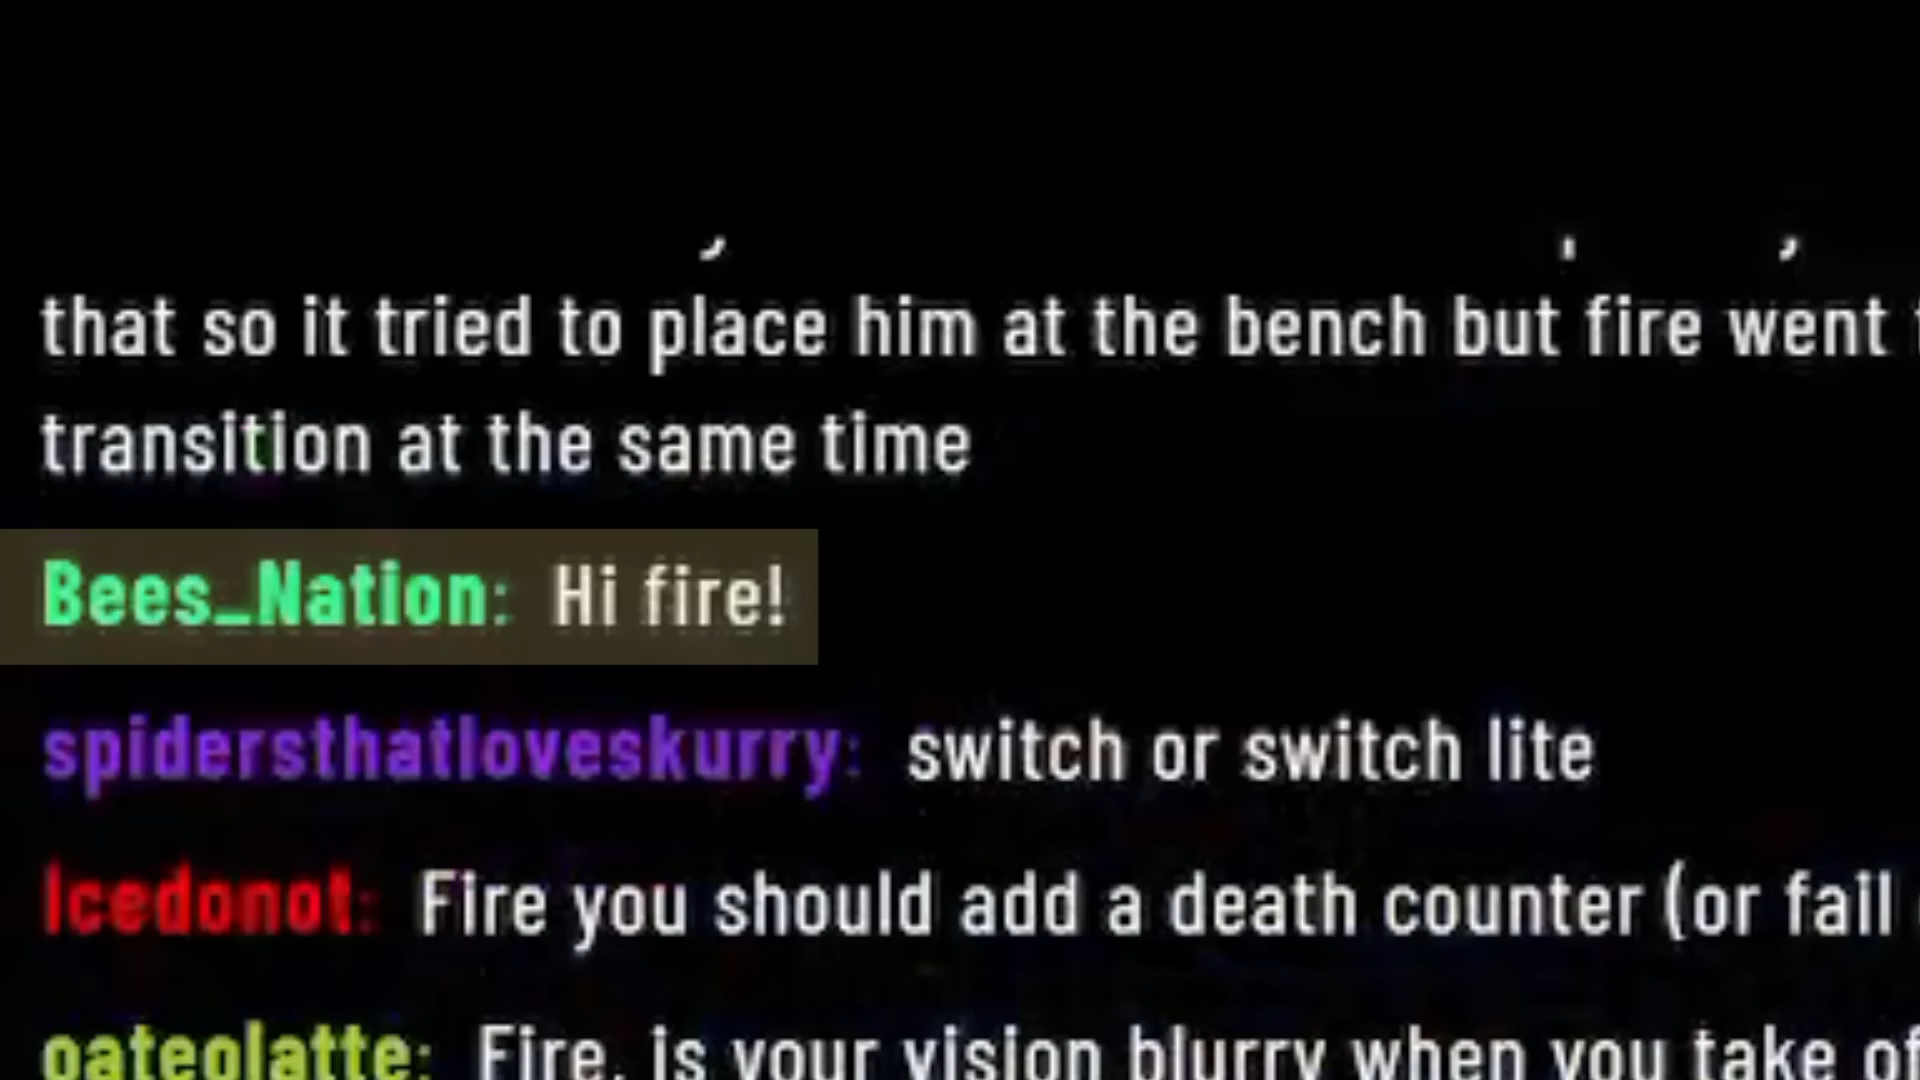 that so it tried to place him at the bench but fire went
transition at the same time
Bees_Nation: Hi fire!
spidersthatloveskurry: switch or switch lite
Icedonot: Fire you should add a death counter (or fail
oateolatte: Fire, is your vision blurry when you take of